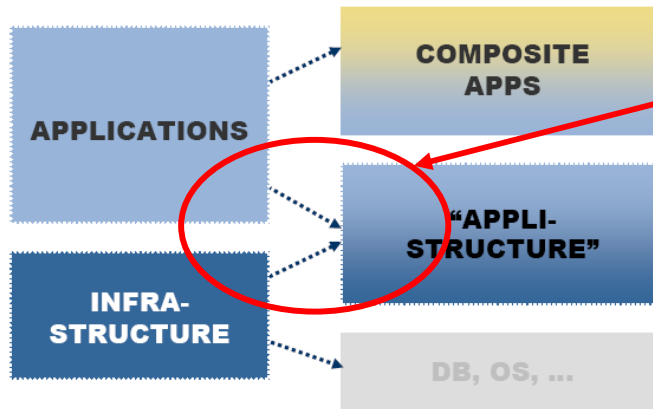 APPLICATIONS
INFRA-
STRUCTURE
COMPOSITE
APPS
“APPLI-
STRUCTURE”
DB, OS, ...